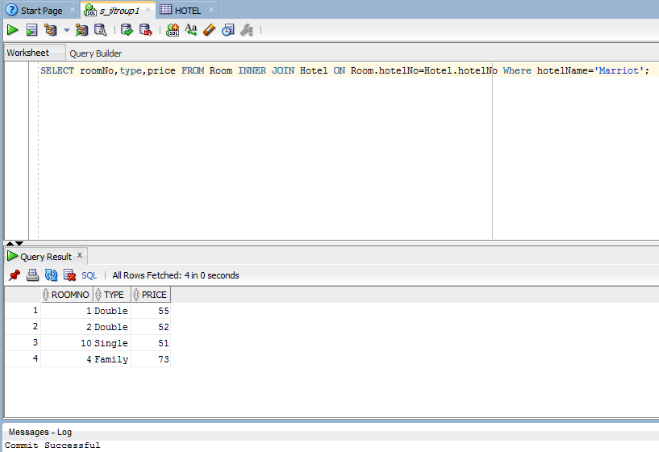 Start Page s_jtroup1 HOTEL
Worksheet Query Builder
SELECT roomNo,type,price FROM Room INNER JOIN Hotel ON Room.hotelNo=Hotel.hotelNo Where hotelName='Marriot';
Query Result x
SQL | All Rows Fetched: 4 in 0 seconds
ROOMNO TYPE PRICE
1 1 Double 55
2 2 Double 52
3 10 Single 51
4 4 Family 73
Messages - Log
Commit Successful